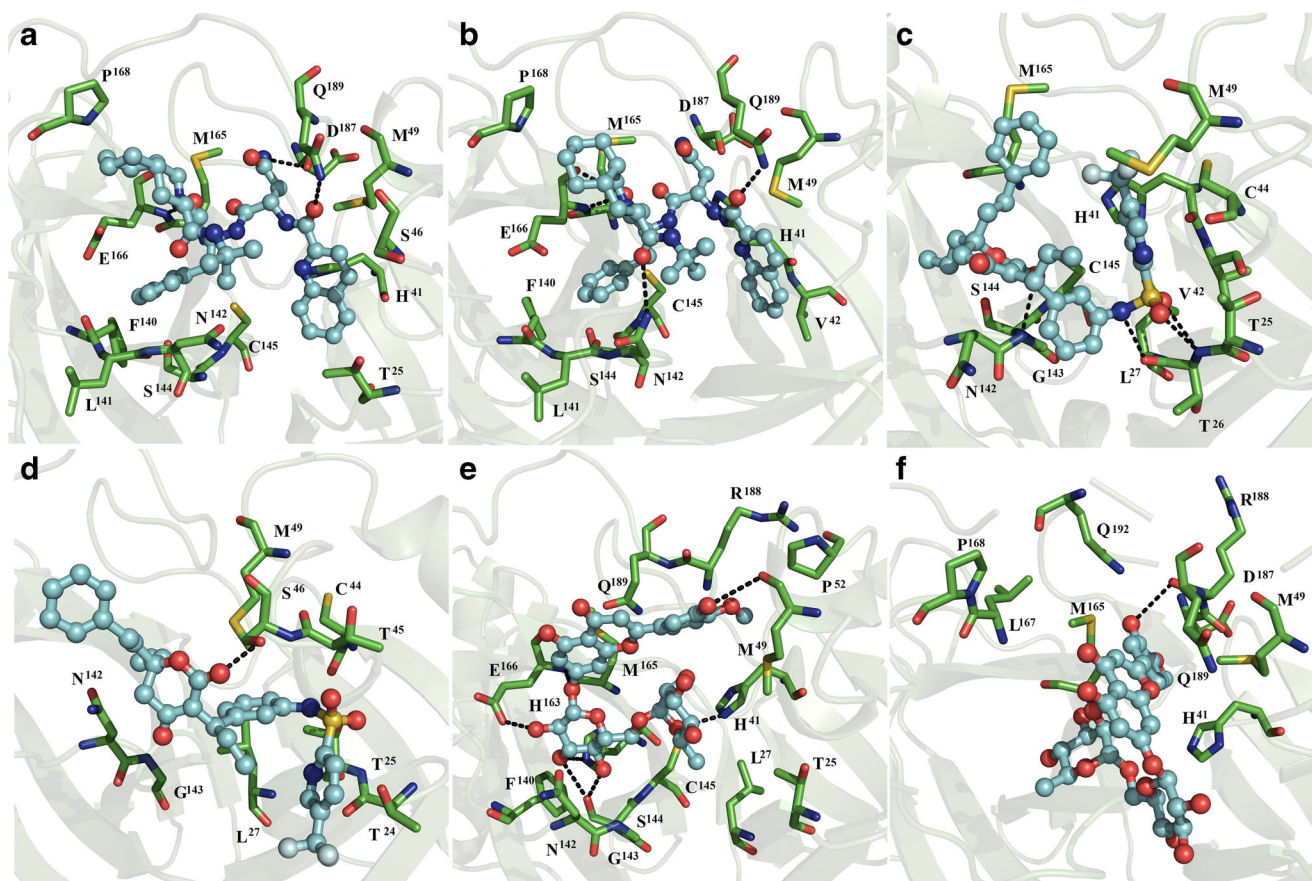 a
P168
Q189
D187
M49
M165
E166
S46
H41
F140
N142
C145
S144
L141
T25
b
P168
D187
Q189
M165
M49
E166
H41
F140
C145
V42
S144
N142
L141
c
M165
M49
C44
H41
C145
S144
V42
T25
N142
G143
L27
T26
d
M49
S46
C44
T45
N142
G143
T25
L27
T24
e
R188
Q189
P52
E166
M165
M49
H163
H41
F140
C145
L27
T25
S144
N142
G143
f
R188
Q192
P168
D187
M49
M165
L167
Q189
H41